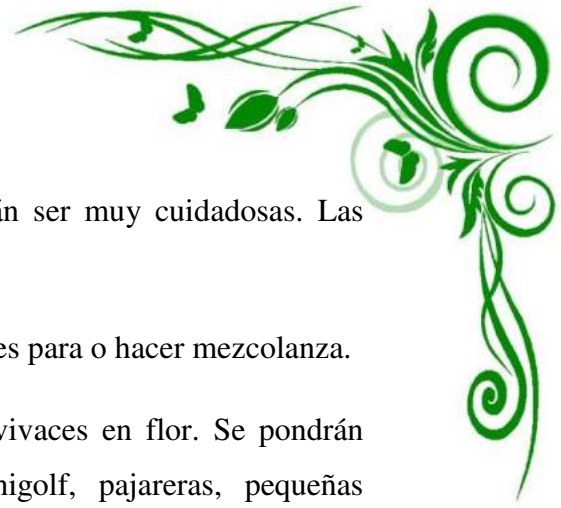 án ser muy cuidadosas. Las
es para o hacer mezcolanza.
vivaces en flor. Se pondrán
nigolf, pajareras, pequeñas